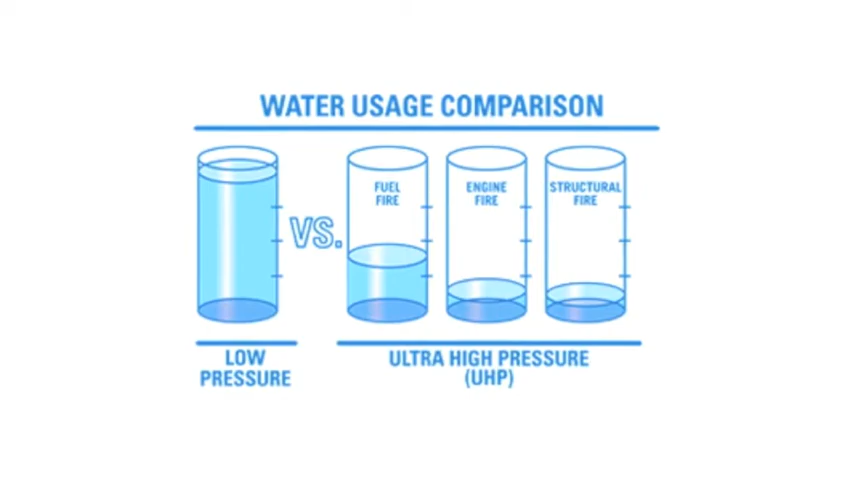 WATER USAGE COMPARISON
VS.
FUEL
FIRE
ENGINE
FIRE
STRUCTURAL
FIRE
LOW
PRESSURE
ULTRA HIGH PRESSURE
(UHP)